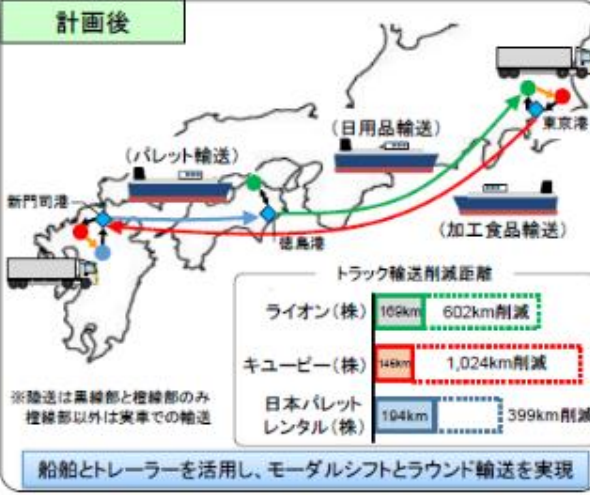 計画後
(日用品輸送)
東京港
(パレット輸送)
新門司港
徳島港
(加工食品輸送)
トラック輸送削減距離
ライオン(株)
169km
602km削減
キユーピー(株)
146km
1,024km削減
日本パレット
レンタル(株)
194km
399km削減
※陸送は黒線部と橙線部のみ
橙線部以外は実車での輸送
船舶とトレーラーを活用し、モーダルシフトとラウンド輸送を実現